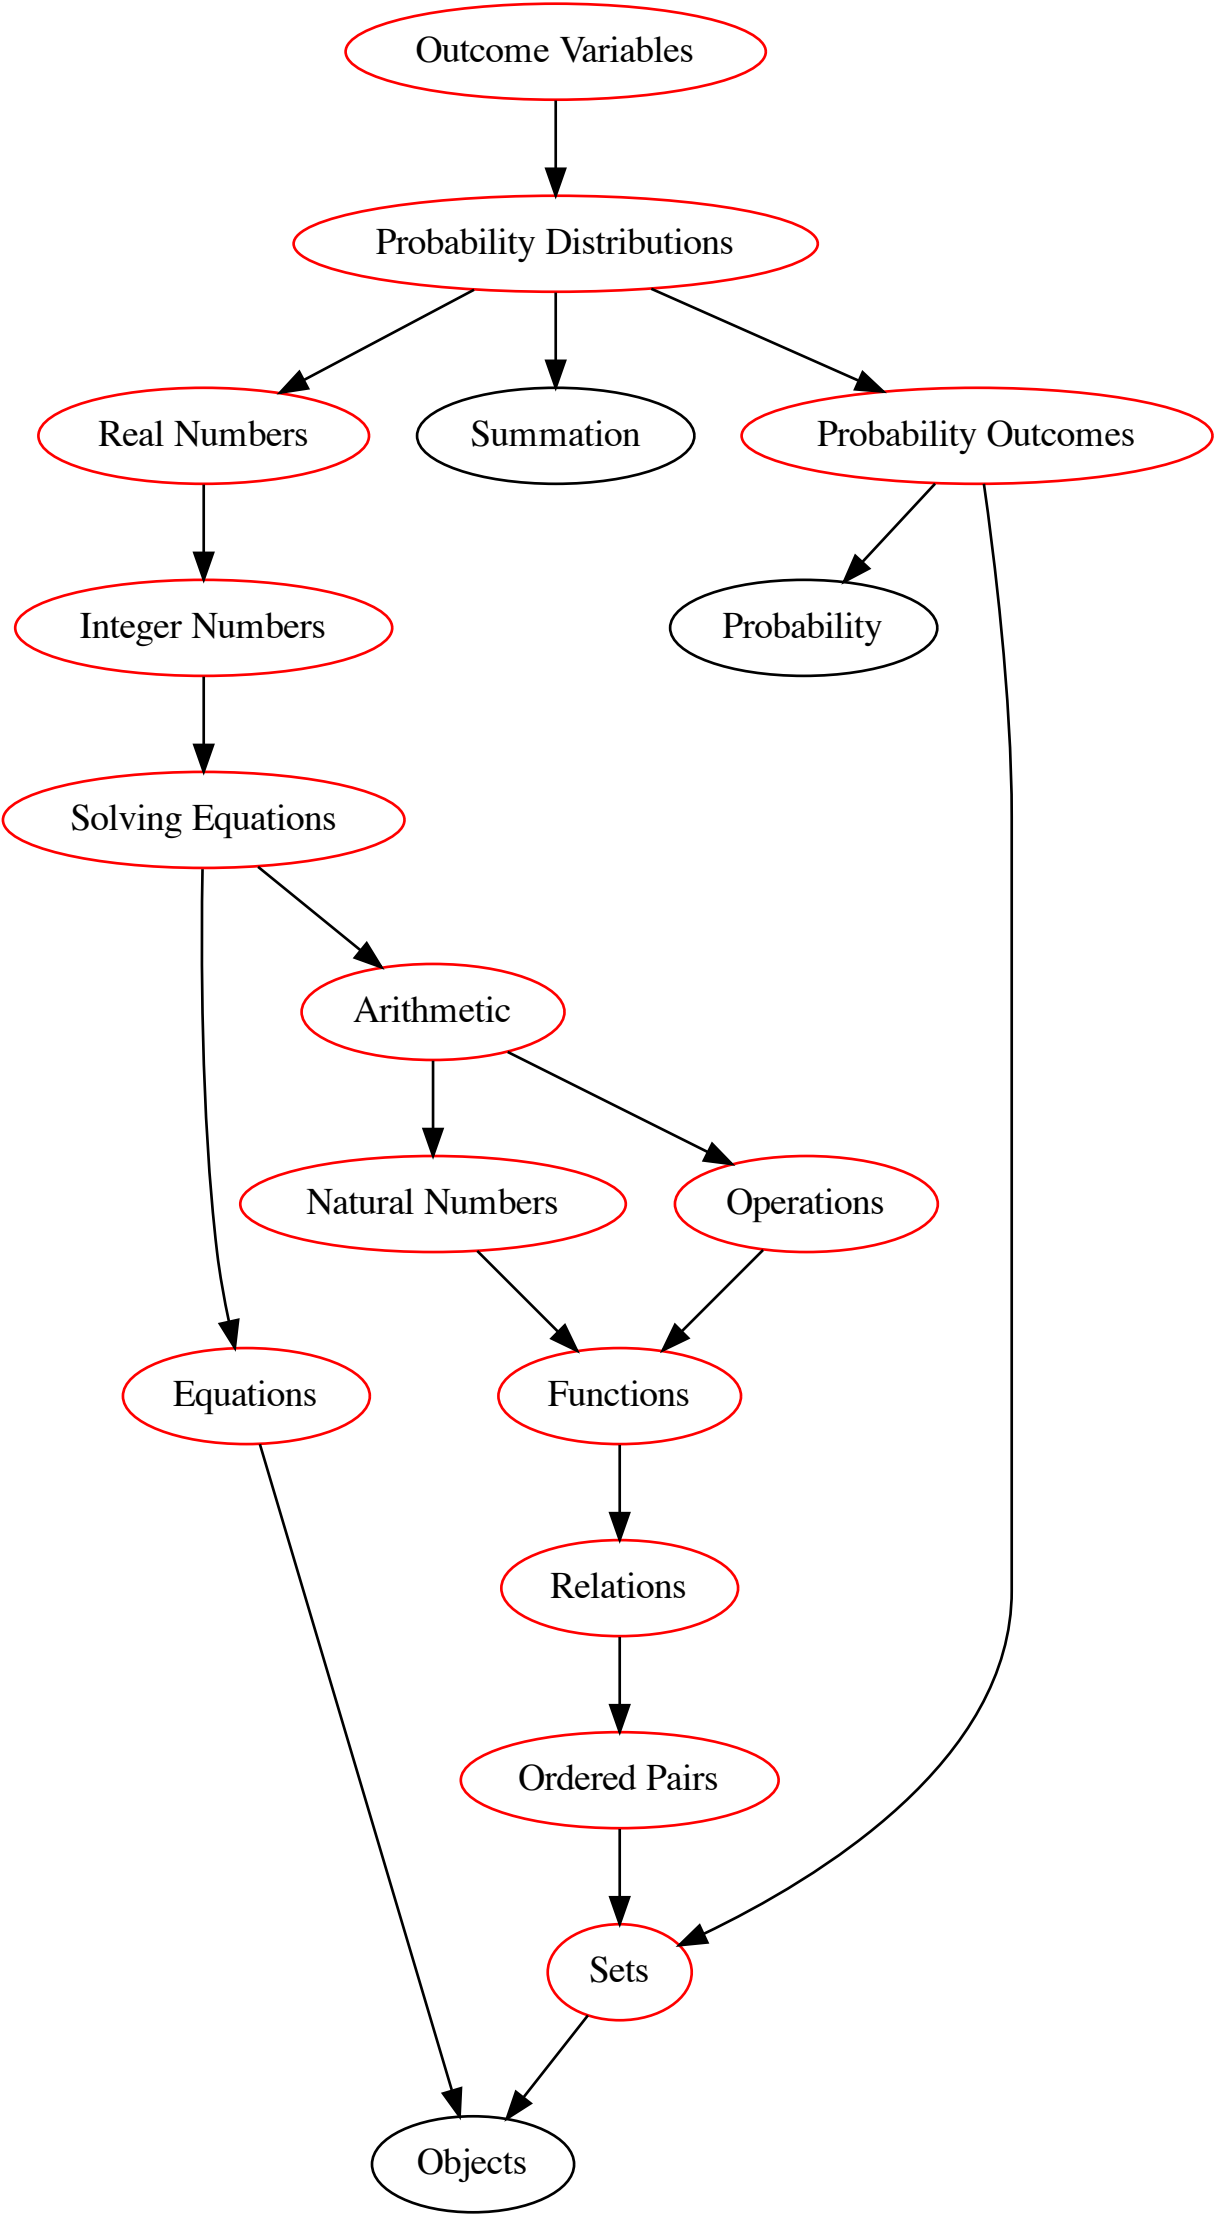 Outcome Variables
Probability Distributions
Real Numbers
Summation
Probability Outcomes
Integer Numbers
Probability
Solving Equations
Arithmetic
Natural Numbers
Operations
Equations
Functions
Relations
Ordered Pairs
Sets
Objects